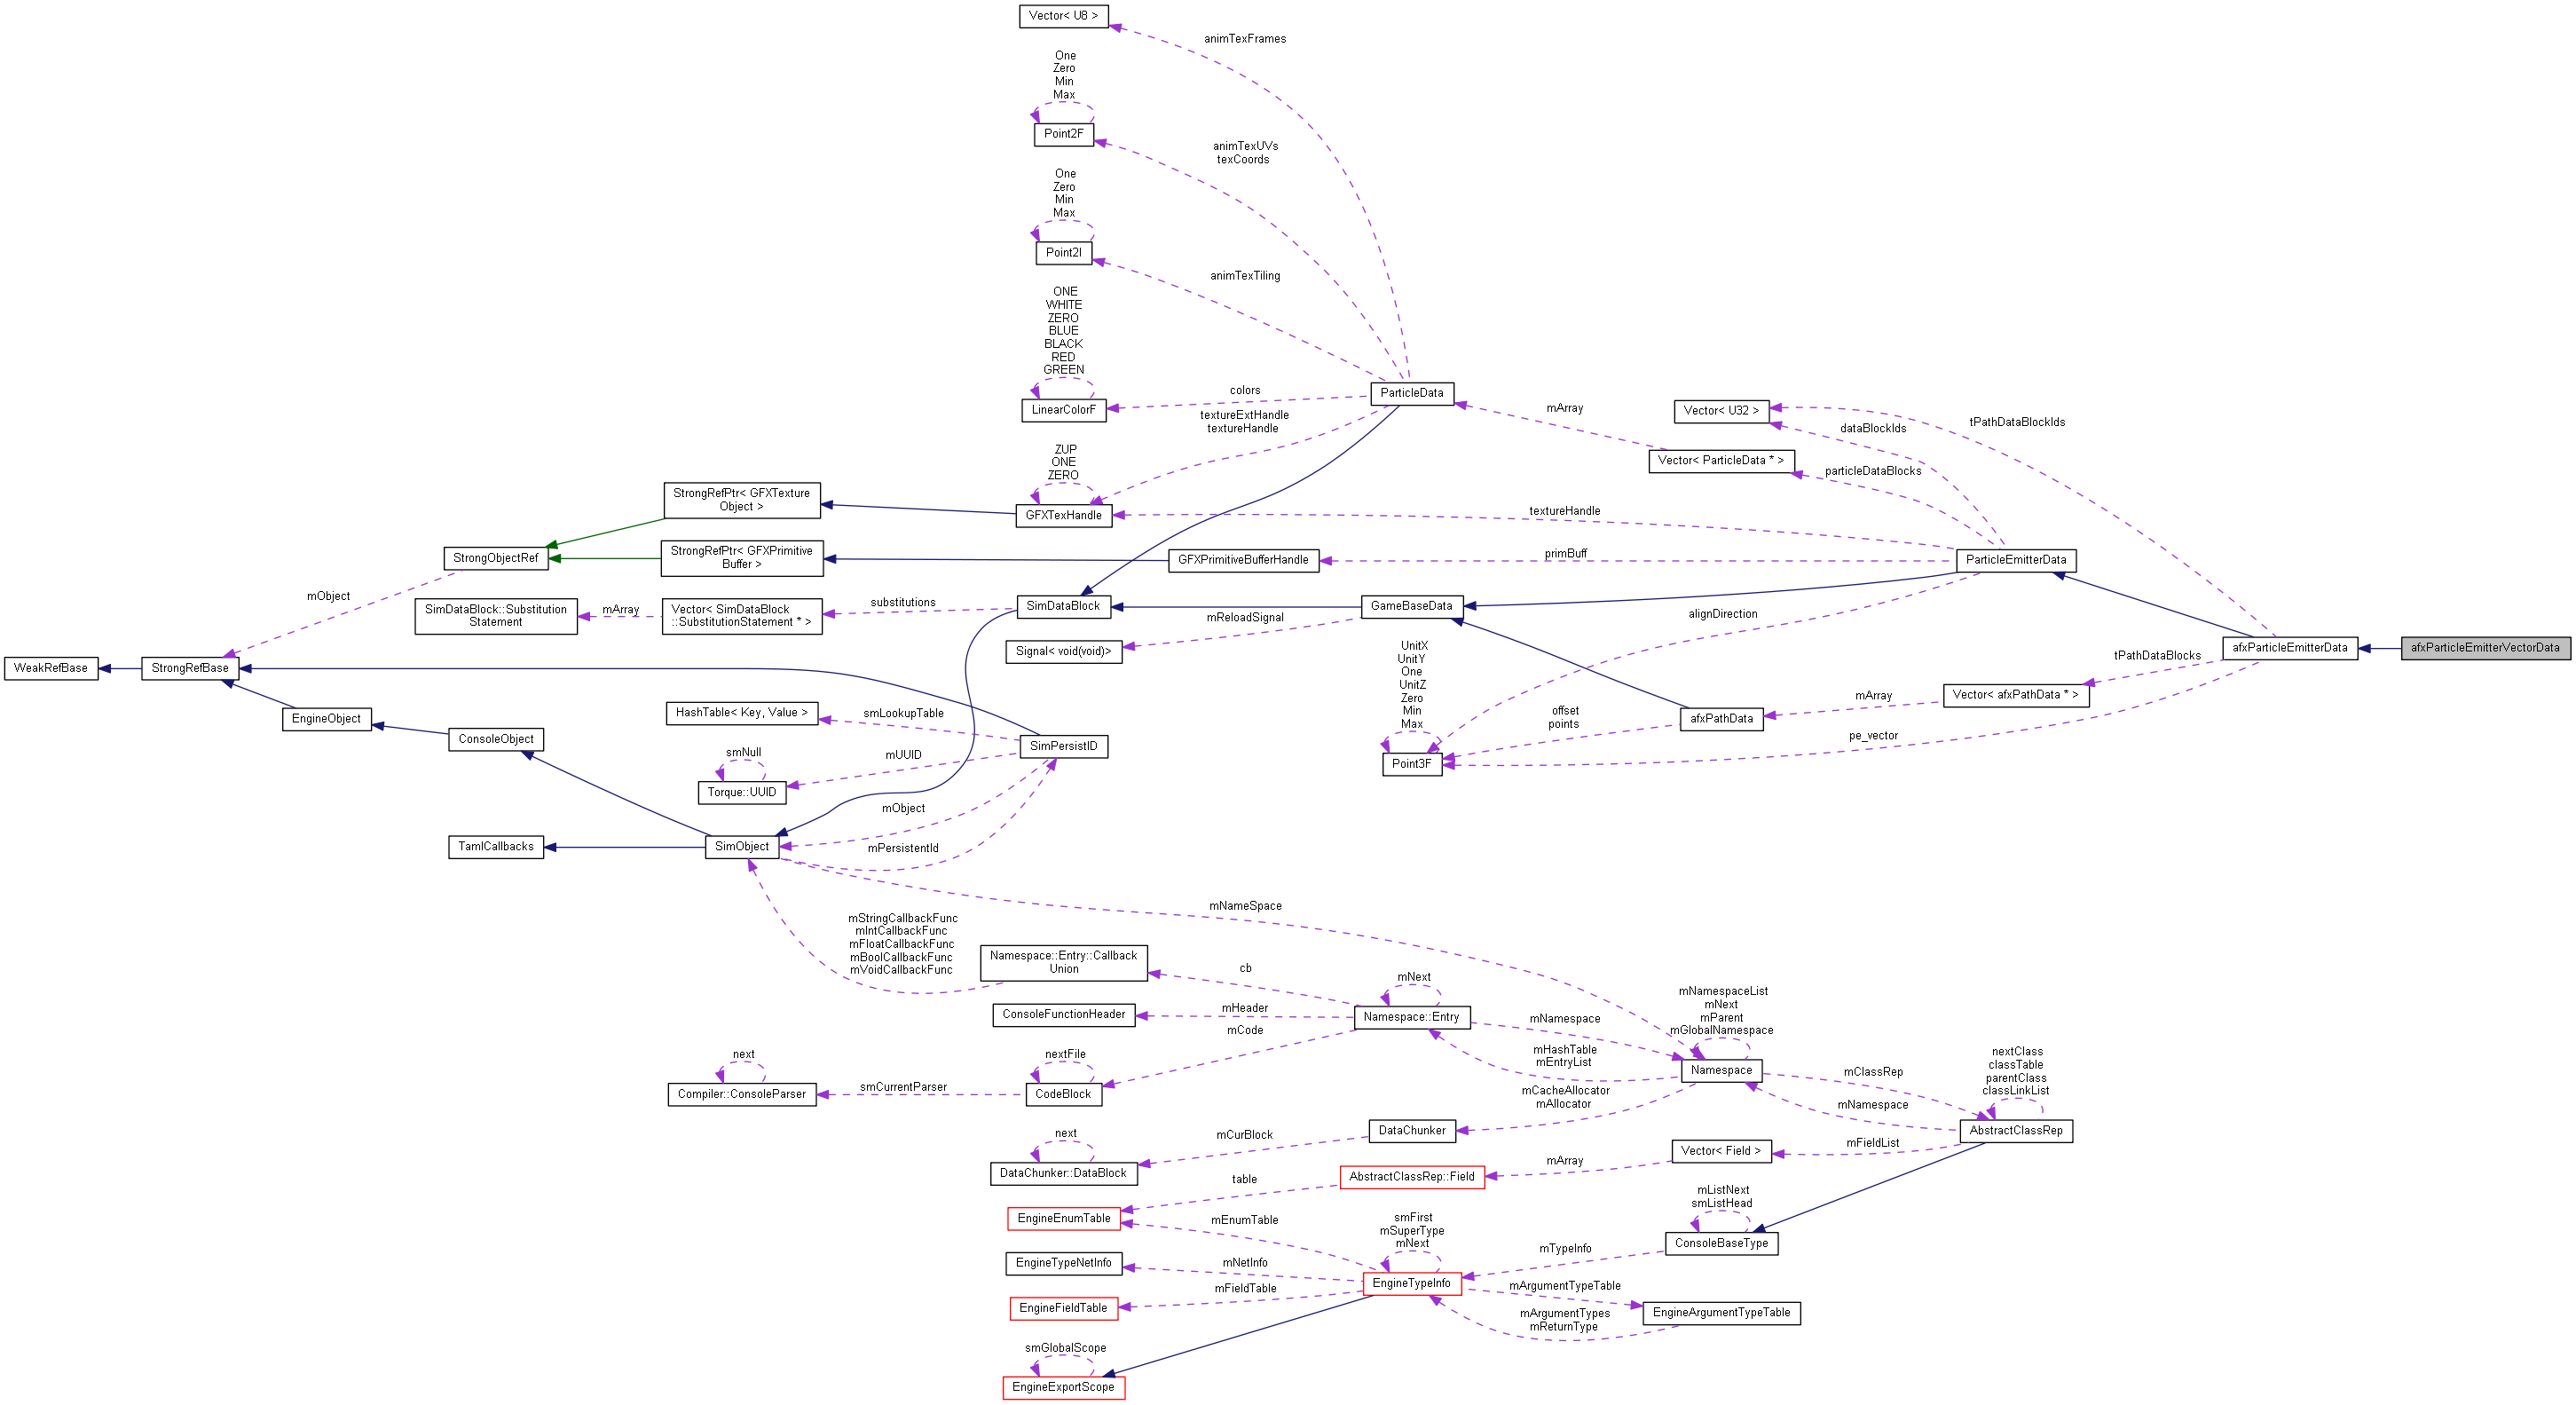 Vector< U8 >
animTexFrames
One
Zero
Min
Max
Point2F
animTexUVs
texCoords
One
Zero
Min
Max
Point2I
animTexTiling
ONE
WHITE
ZERO
BLUE
BLACK
RED
GREEN
LinearColorF
colors
ParticleData
textureExtHandle
textureHandle
mArray
Vector< U32 >
tPathDataBlockIds
dataBlockIds
Vector< ParticleData * >
particleDataBlocks
ZUP
ONE
ZERO
GFXTexHandle
StrongRefPtr< GFXTexture
Object >
textureHandle
StrongObjectRef
StrongRefPtr< GFXPrimitive
Buffer >
GFXPrimitiveBufferHandle
primBuff
ParticleEmitterData
mObject
SimDataBlock::Substitution
Statement
mArray
Vector< SimDataBlock
::SubstitutionStatement * >
substitutions
SimDataBlock
GameBaseData
mReloadSignal
Signal< void(void)>
alignDirection
UnitX
UnitY
One
UnitZ
Zero
Min
Max
Point3F
WeakRefBase
StrongRefBase
afxParticleEmitterData
afxParticleEmitterVectorData
tPathDataBlocks
Vector< afxPathData * >
mArray
afxPathData
offset
points
pe_vector
EngineObject
ConsoleObject
HashTable< Key, Value >
smLookupTable
SimPersistID
smNull
Torque::UUID
mUUID
mObject
mPersistentId
TamlCallbacks
SimObject
mNameSpace
mStringCallbackFunc
mIntCallbackFunc
mFloatCallbackFunc
mBoolCallbackFunc
mVoidCallbackFunc
Namespace::Entry::Callback
Union
cb
mNext
Namespace::Entry
ConsoleFunctionHeader
mHeader
mCode
mNamespace
mHashTable
mEntryList
mNamespaceList
mNext
mParent
mGlobalNamespace
Namespace
next
Compiler::ConsoleParser
smCurrentParser
nextFile
CodeBlock
mCacheAllocator
mAllocator
mClassRep
mNamespace
nextClass
classTable
parentClass
classLinkList
AbstractClassRep
next
DataChunker::DataBlock
mCurBlock
DataChunker
mFieldList
Vector< Field >
mArray
AbstractClassRep::Field
table
EngineEnumTable
mEnumTable
mListNext
smListHead
ConsoleBaseType
mTypeInfo
smFirst
mSuperType
mNext
EngineTypeInfo
EngineTypeNetInfo
mNetInfo
EngineFieldTable
mFieldTable
mArgumentTypeTable
EngineArgumentTypeTable
mArgumentTypes
mReturnType
smGlobalScope
EngineExportScope